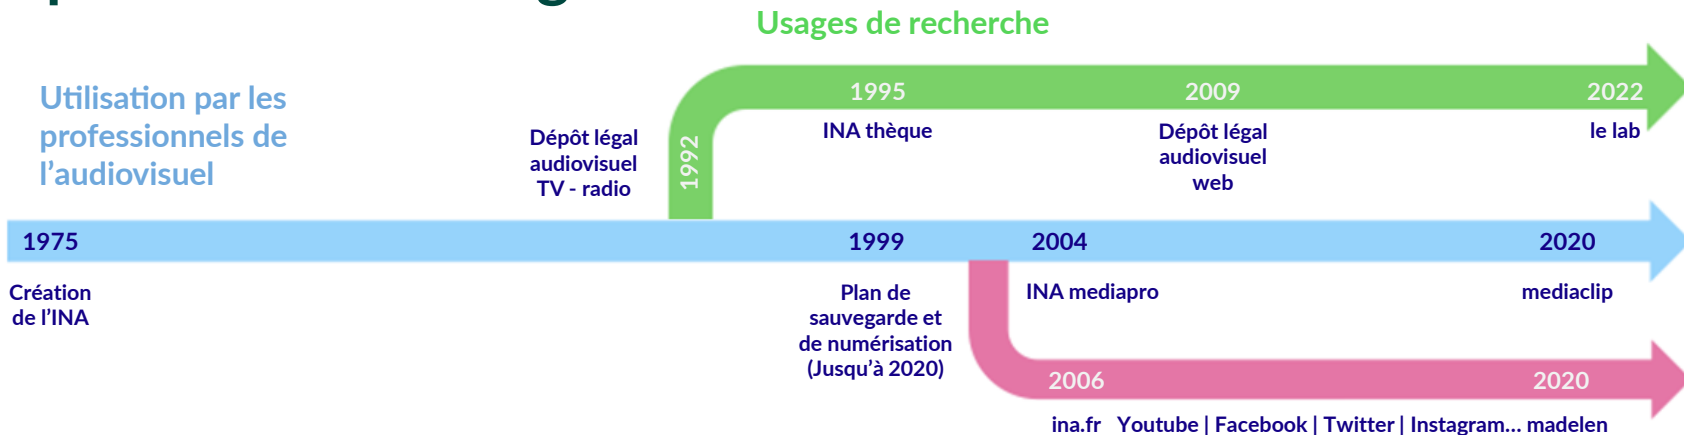 Usages de recherche
Utilisation par les
professionnels de
l’audiovisuel
1995
2009
2022
INA thèque
Dépôt légal
audiovisuel
web
le lab
Dépôt légal
audiovisuel
TV - radio
1992
1975
1999
2004
2020
Création
de l’INA
Plan de
sauvegarde et
de numérisation
(Jusqu’à 2020)
INA mediapro
mediaclip
2006
2020
ina.fr Youtube | Facebook | Twitter | Instagram... madelen